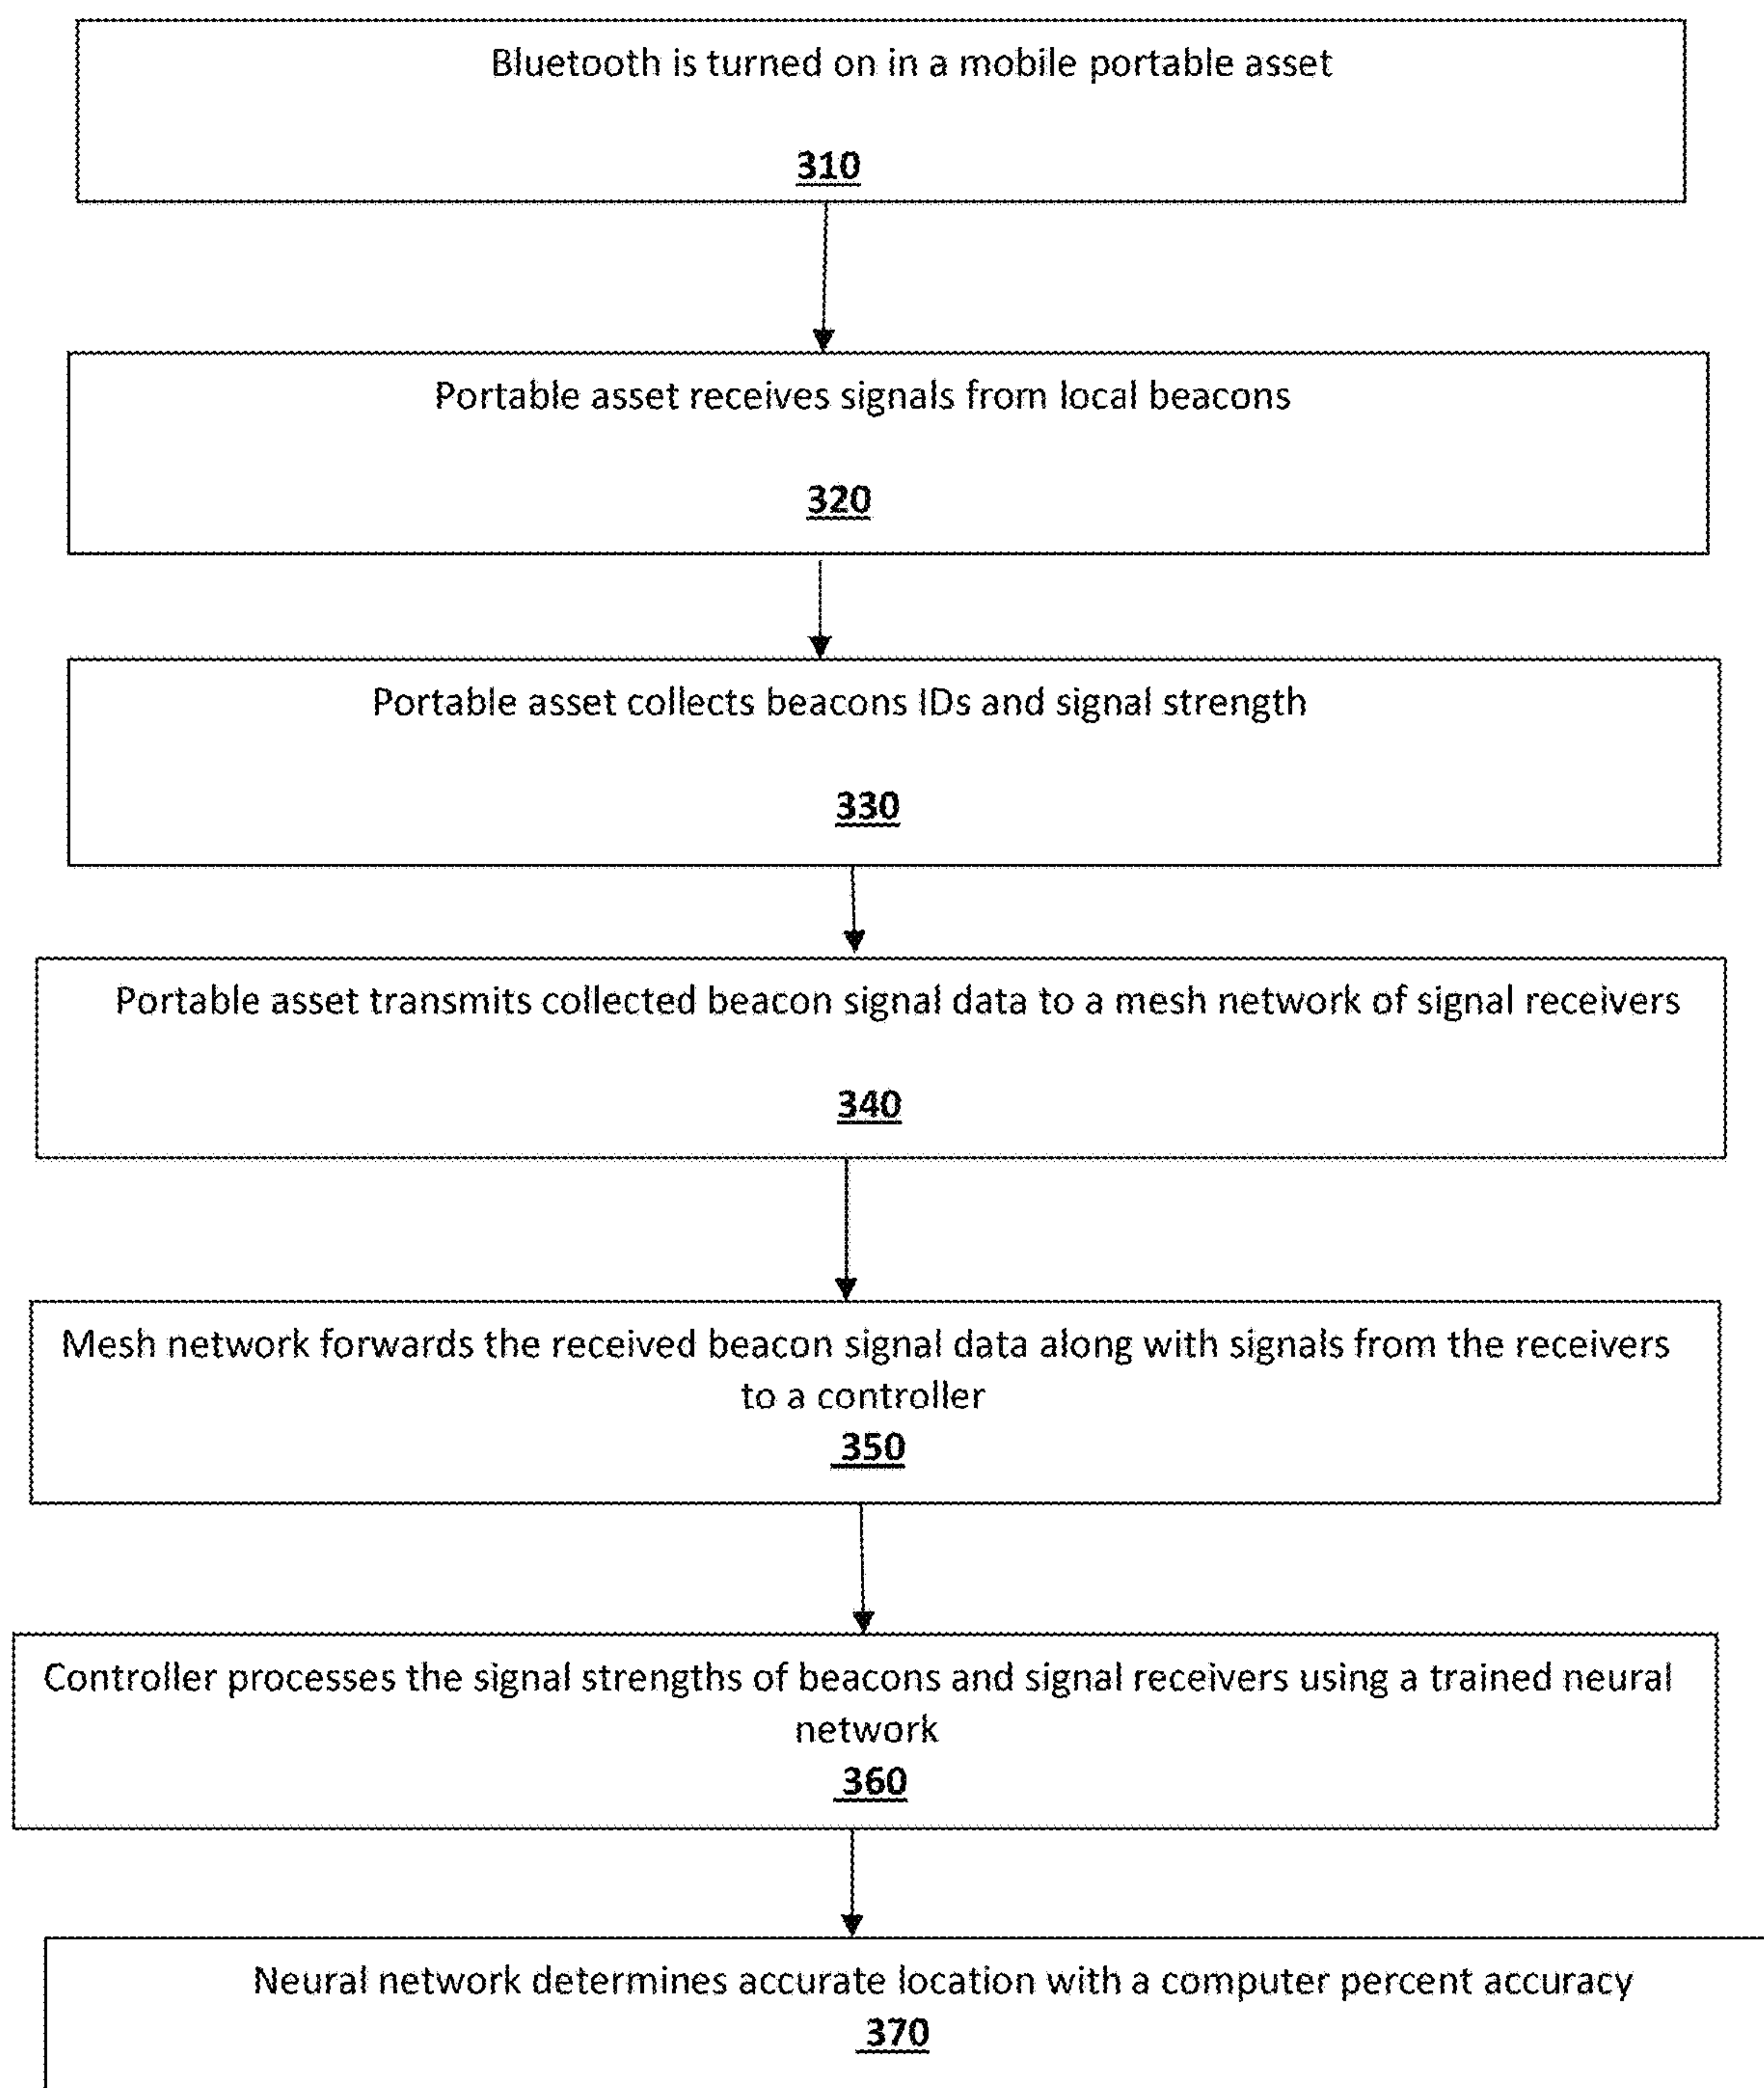 Bluetooth is turned on in a mobile portable asset
310
Portable asset receives signals from local beacons
320
Portable asset collects beacons IDs and signal strength
330
Portable asset transmits collected beacon signal data to a mesh network of signal receivers
340
Mesh network forwards the received beacon signal data along with signals from the receivers
to a controller
350
Controller processes the signal strengths of beacons and signal receivers using a trained neural
network
360
Neural network determines accurate location with a computer percent accuracy
370